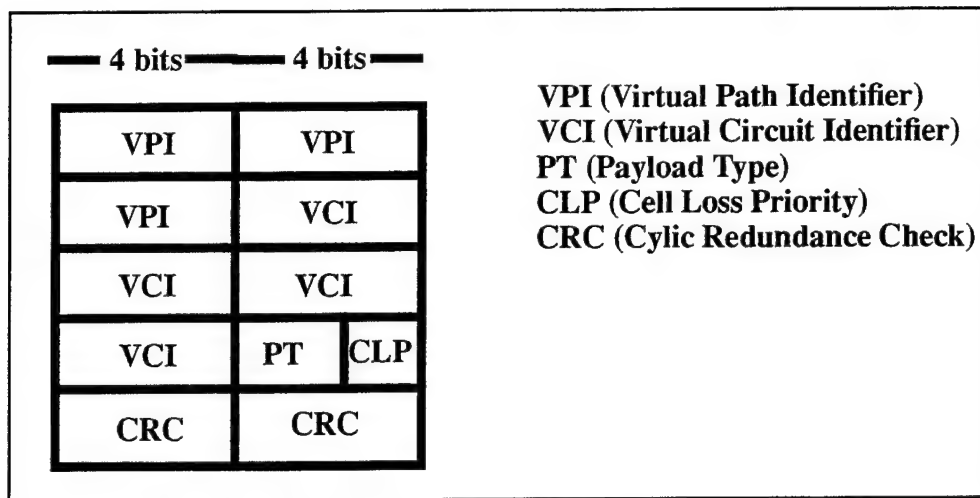 4 bits 4 bits
VPI VPI
VPI VCI
VCI VCI
VCI PT CLP
CRC CRC
VPI (Virtual Path Identifier)
VCI (Virtual Circuit Identifier)
PT (Payload Type)
CLP (Cell Loss Priority)
CRC (Cylic Redundance Check)